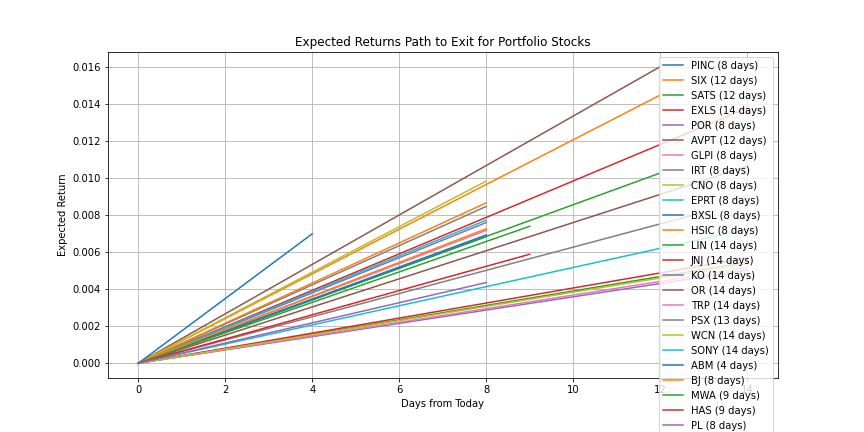 Expected Returns Path to Exit for Portfolio Stocks
Expected Return
0.016
0.014
0.012
0.010
0.008
0.006
0.004
0.002
0.000
0
2
4
6
8
10
12
14
Days from Today
PINC (8 days)
SIX (12 days)
SATS (12 days)
EXLS (14 days)
POR (8 days)
AVPT (12 days)
GLPI (8 days)
IRT (8 days)
CNO (8 days)
EPRT (8 days)
BXSL (8 days)
HSIC (8 days)
LIN (14 days)
JNJ (14 days)
KO (14 days)
OR (14 days)
TRP (14 days)
PSX (13 days)
WCN (14 days)
SONY (14 days)
ABM (4 days)
BJ (8 days)
MWA (9 days)
HAS (9 days)
PL (8 days)